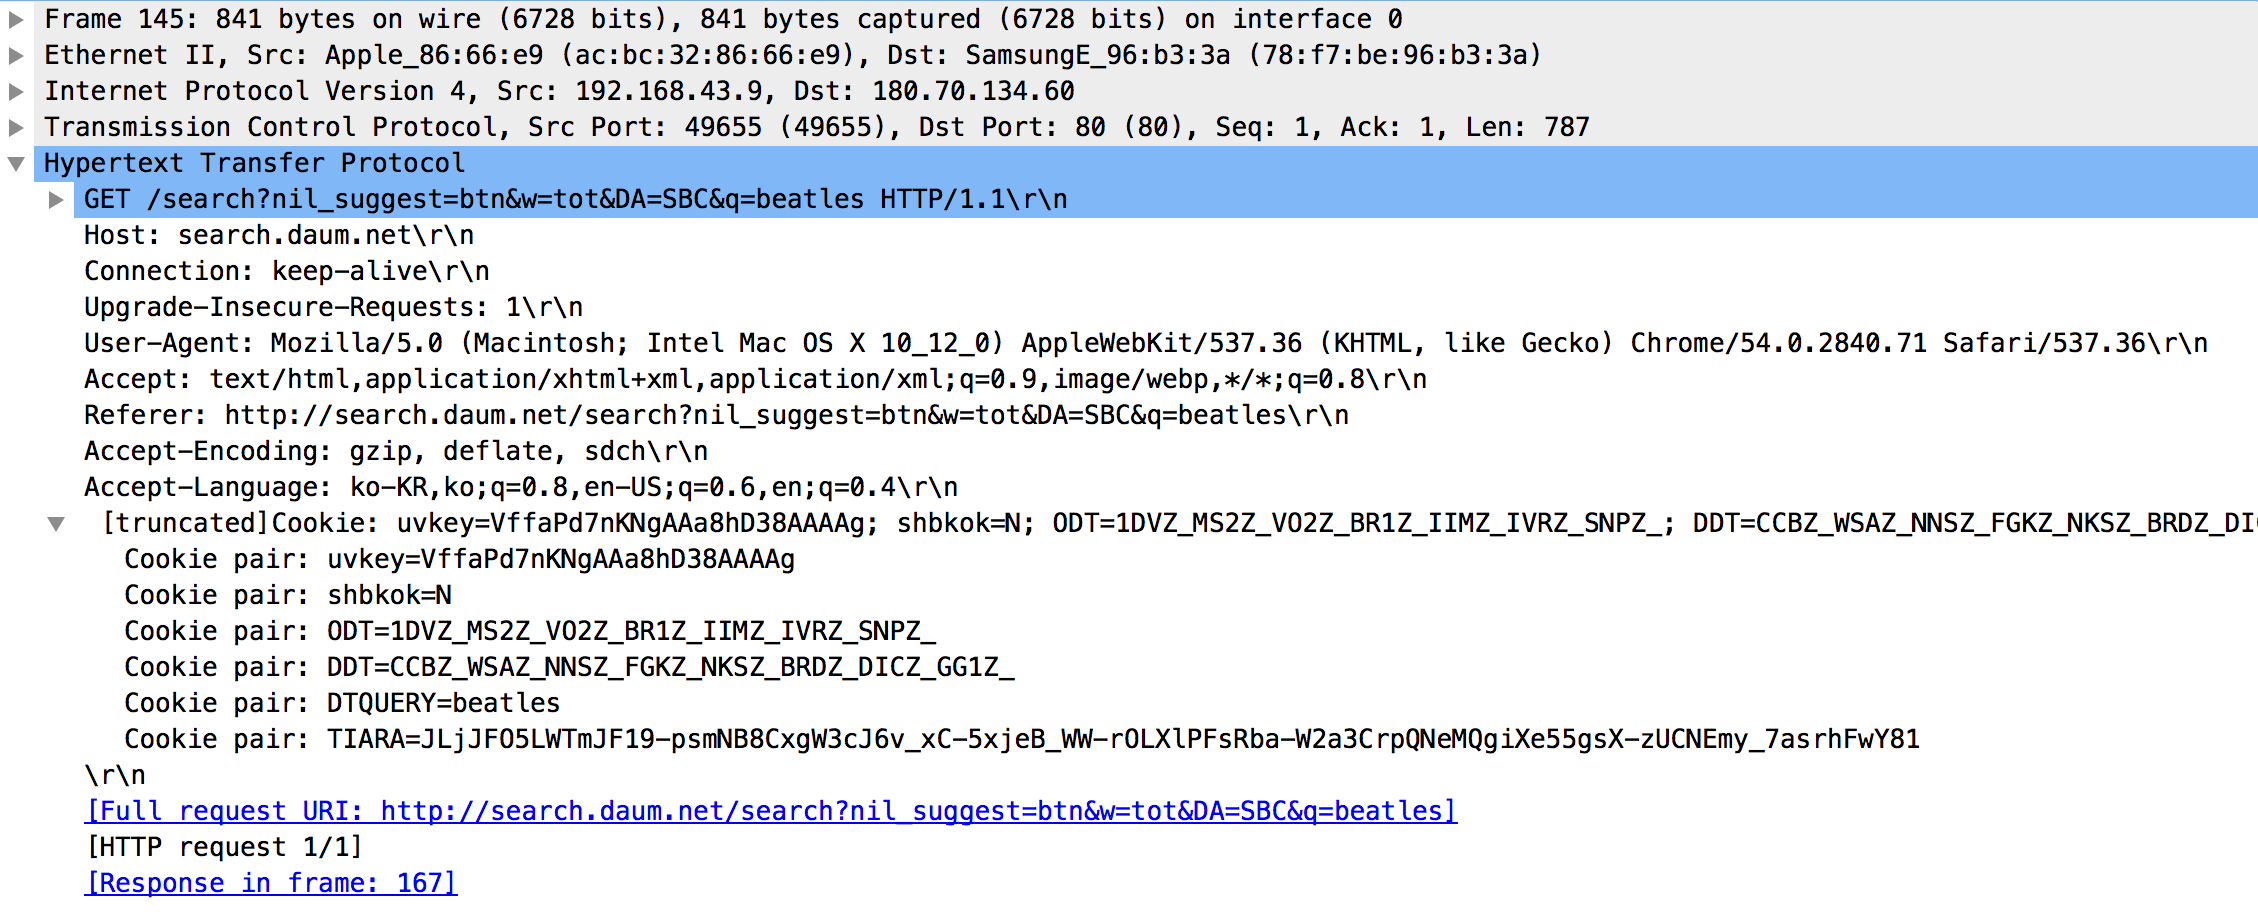 Frame 145: 841 bytes on wire (6728 bits), 841 bytes captured (6728 bits) on interface 0
Ethernet II, Src: Apple_86:66:e9 (ac:bc:32:86:66:e9), Dst: SamsungE_96:b3:3a (78:f7:be:96:b3:3a)
Internet Protocol Version 4, Src: 192.168.43.9, Dst: 180.70.134.60
Transmission Control Protocol, Src Port: 49655 (49655), Dst Port: 80 (80), Seq: 1, Ack: 1, Len: 787
Hypertext Transfer Protocol
GET /search?nil_suggest=btn&w=tot&DA=SBC&q=beatles HTTP/1.1\r\n
Host: search.daum.net\r\n
Connection: keep-alive\r\n
Upgrade-Insecure-Requests: 1\r\n
User-Agent: Mozilla/5.0 (Macintosh; Intel Mac OS X 10_12_0) AppleWebKit/537.36 (KHTML, like Gecko) Chrome/54.0.2840.71 Safari/537.36\r\n
Accept: text/html,application/xhtml+xml,application/xml;q=0.9,image/webp,*/*;q=0.8\r\n
Referer: http://search.daum.net/search?nil_suggest=btn&w=tot&DA=SBC&q=beatles\r\n
Accept-Encoding: gzip, deflate, sdch\r\n
Accept-Language: ko-KR,ko;q=0.8,en-US;q=0.6,en;q=0.4\r\n
[truncated]Cookie: uvkey=VffaPd7nKNgAAa8hD38AAAAg; shbkok=N; ODT=1DVZ_MS2Z_VO2Z_BR1Z_IIMZ_IVRZ_SNPZ_; DDT=CCBZ_WSAZ_NNSZ_FGKZ_NKSZ_BRDZ_DIC
Cookie pair: uvkey=VffaPd7nKNgAAa8hD38AAAAg
Cookie pair: shbkok=N
Cookie pair: ODT=1DVZ_MS2Z_VO2Z_BR1Z_IIMZ_IVRZ_SNPZ_
Cookie pair: DDT=CCBZ_WSAZ_NNSZ_FGKZ_NKSZ_BRDZ_DICZ_GG1Z_
Cookie pair: DTQUERY=beatles
Cookie pair: TIARA=JLjJFO5LWTmJF19-psmNB8CxgW3cJ6v_xC-5xjeB_WW-rOLXlPFsRba-W2a3CrpQNeMQgiXe55gsX-zUCNEmy_7asrhFwY81
\r\n
[Full request URI: http://search.daum.net/search?nil_suggest=btn&w=tot&DA=SBC&q=beatles]
[HTTP request 1/1]
[Response in frame: 167]